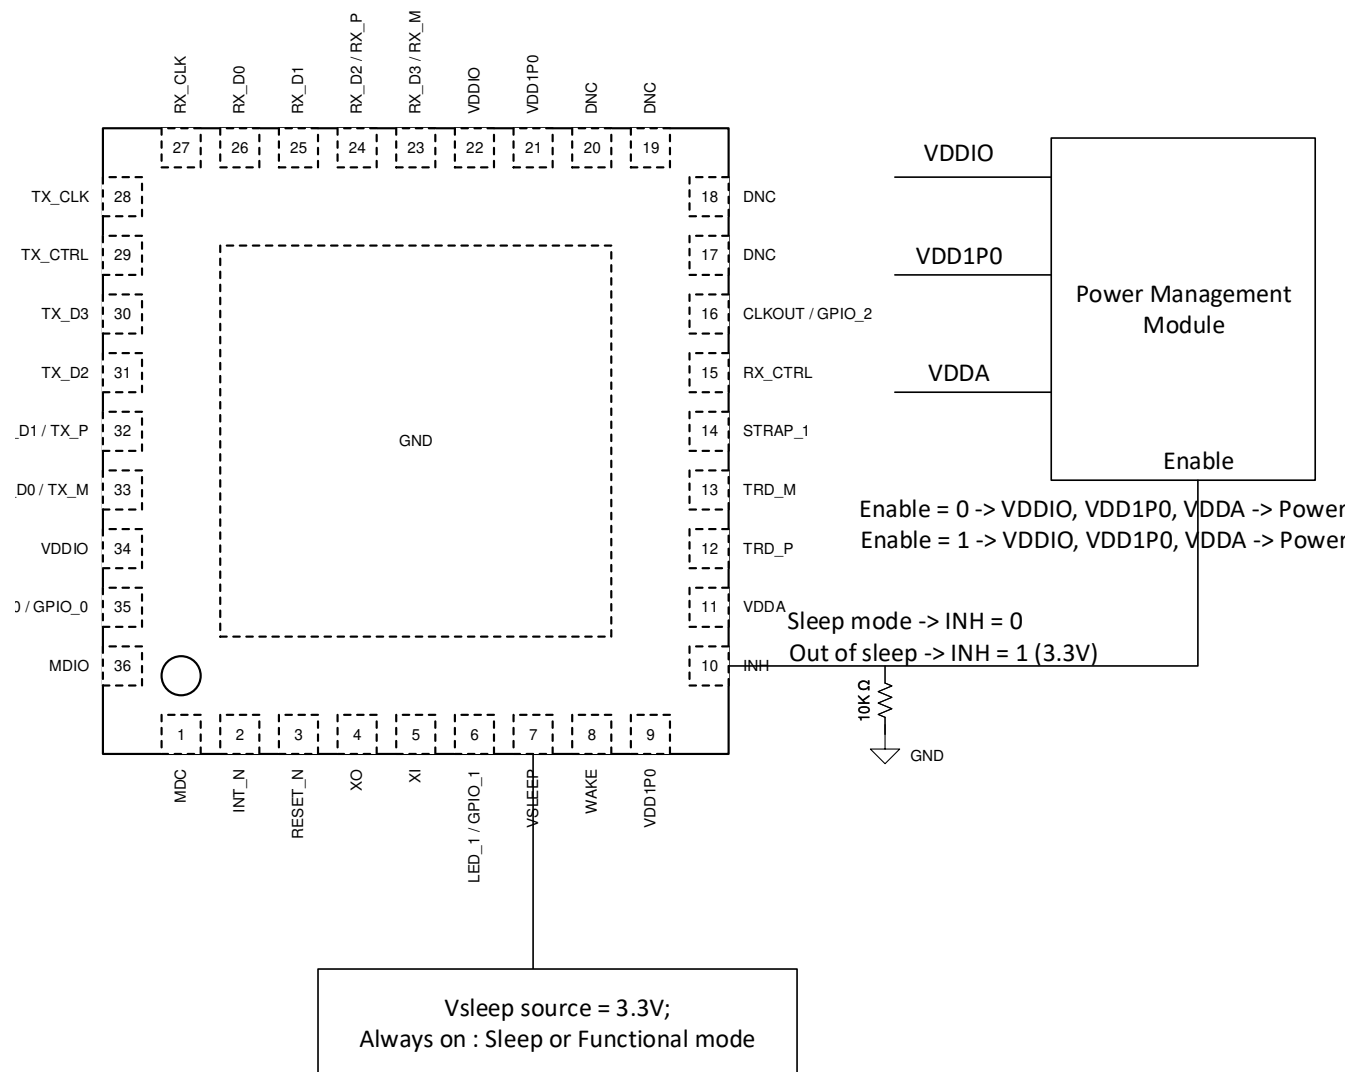 RX_CLK
RX_D0
RX_D1
RX_D2 / RX_P
RX_D3 / RX_M
VDDIO
VDD1P0
DNC
DNC
27
26
25
24
23
22
21
20
19
TX_CLK 28
TX_CTRL 29
TX_D3 30
TX_D2 31
_D1 / TX_P 32
D0 / TX_M 33
VDDIO 34
/ GPIO_0 35
MDIO 36
GND
18 DNC
17 DNC
16 CLKOUT / GPIO_2
15 RX_CTRL
14 STRAP_1
13 TRD_M
12 TRD_P
11 VDDA
10 INH
1
2
3
4
5
6
7
8
9
MDC
INT_N
RESET_N
XO
XI
LED_1 / GPIO_1
VSLEEP
WAKE
VDD1P0
VDDIO
VDD1P0
VDDA
Power Management
Module
Enable
Enable = 0 -> VDDIO, VDD1P0, VDDA -> Power
Enable = 1 -> VDDIO, VDD1P0, VDDA -> Power
Sleep mode -> INH = 0
Out of sleep -> INH = 1 (3.3V)
10K Ω
GND
Vsleep source = 3.3V;
Always on : Sleep or Functional mode